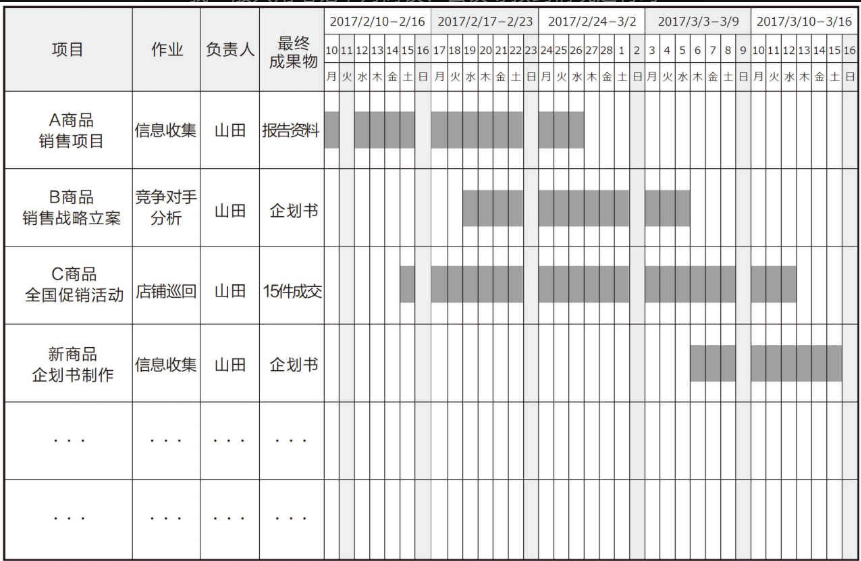 项目 作业 负责人 最终
成果物
2017/2/10-2/16 2017/2/17-2/23 2017/2/24-3/2 2017/3/3-3/9 2017/3/10-3/16
10 11 12 13 14 15 16 17 18 19 20 21 22 23 24 25 26 27 28 1 2 3 4 5 6 7 8 9 10 11 12 13 14 15 16
月 火 水 木 金 土 日 月 火 水 木 金 土 日 月 火 水 木 金 土 日 月 火 水 木 金 土 日 月 火 水 木 金 土 日
A商品
销售项目
信息收集
山田
报告资料
B商品
销售战略立案
竞争对手
分析
山田
企划书
C商品
全国促销活动
店铺巡回
山田
15件成交
新商品
企划书制作
信息收集
山田
企划书
... ... ... ...
... ... ... ...